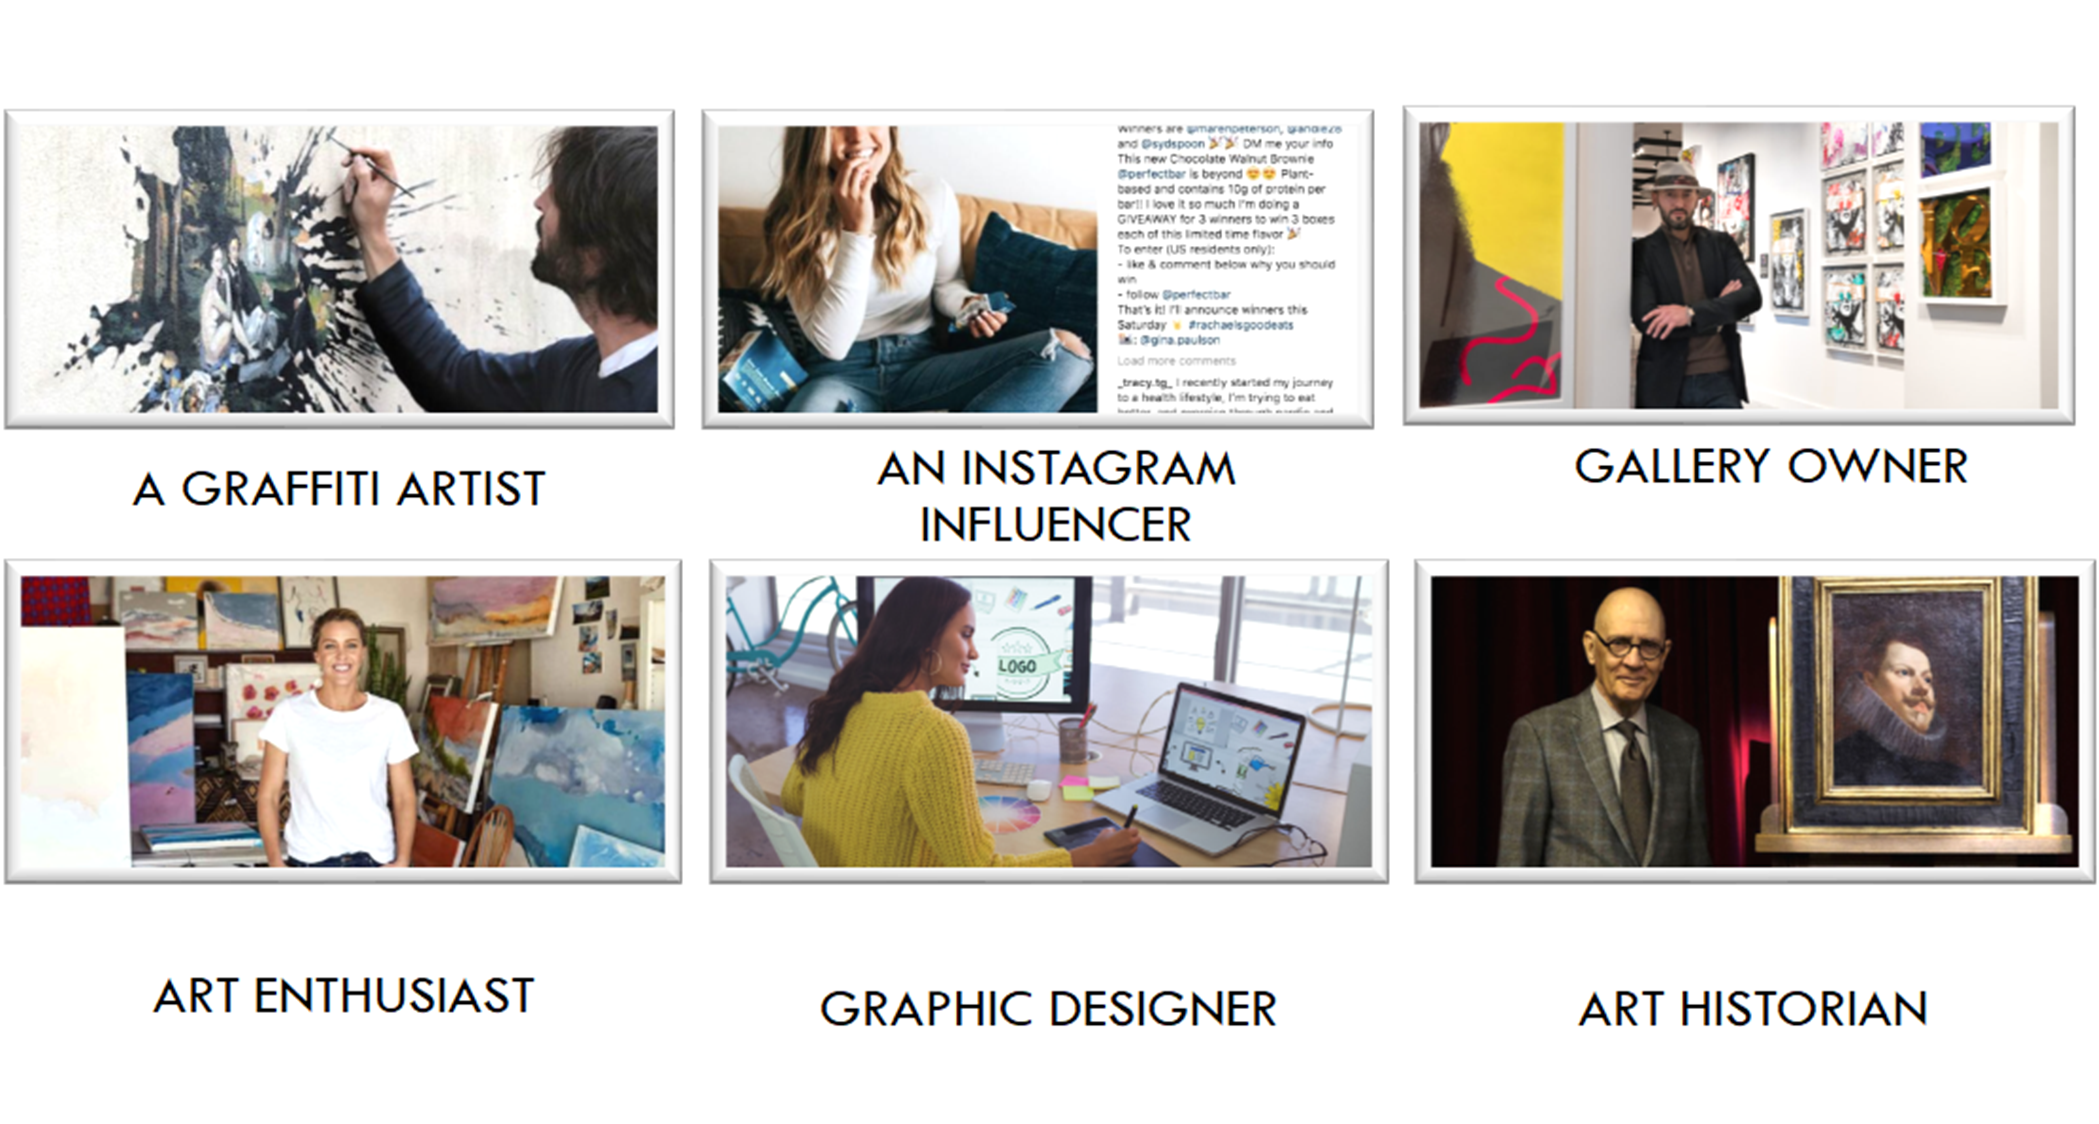 Winners are @marenpeterson, @andie28
and @sydspoon 🎉🎉 DM me your info
This new Chocolate Walnut Brownie
@perfectbar is beyond 😍😍 Plant-
based and contains 10g of protein per
bar!! I love it so much I'm doing a
GIVEAWAY for 3 winners to win 3 boxes
each of this limited time flavor 🎉
To enter (US residents only):
- like & comment below why you should
win
- follow @perfectbar
That's it! I'll announce winners this
Saturday #rachaelsgoodeats
: @gina.paulson
Load more comments
_tracy.tg_ I recently started my journey
to a health lifestyle, I'm trying to eat
A GRAFFITI ARTIST
AN INSTAGRAM
INFLUENCER
GALLERY OWNER
LOGO
ART ENTHUSIAST
GRAPHIC DESIGNER
ART HISTORIAN